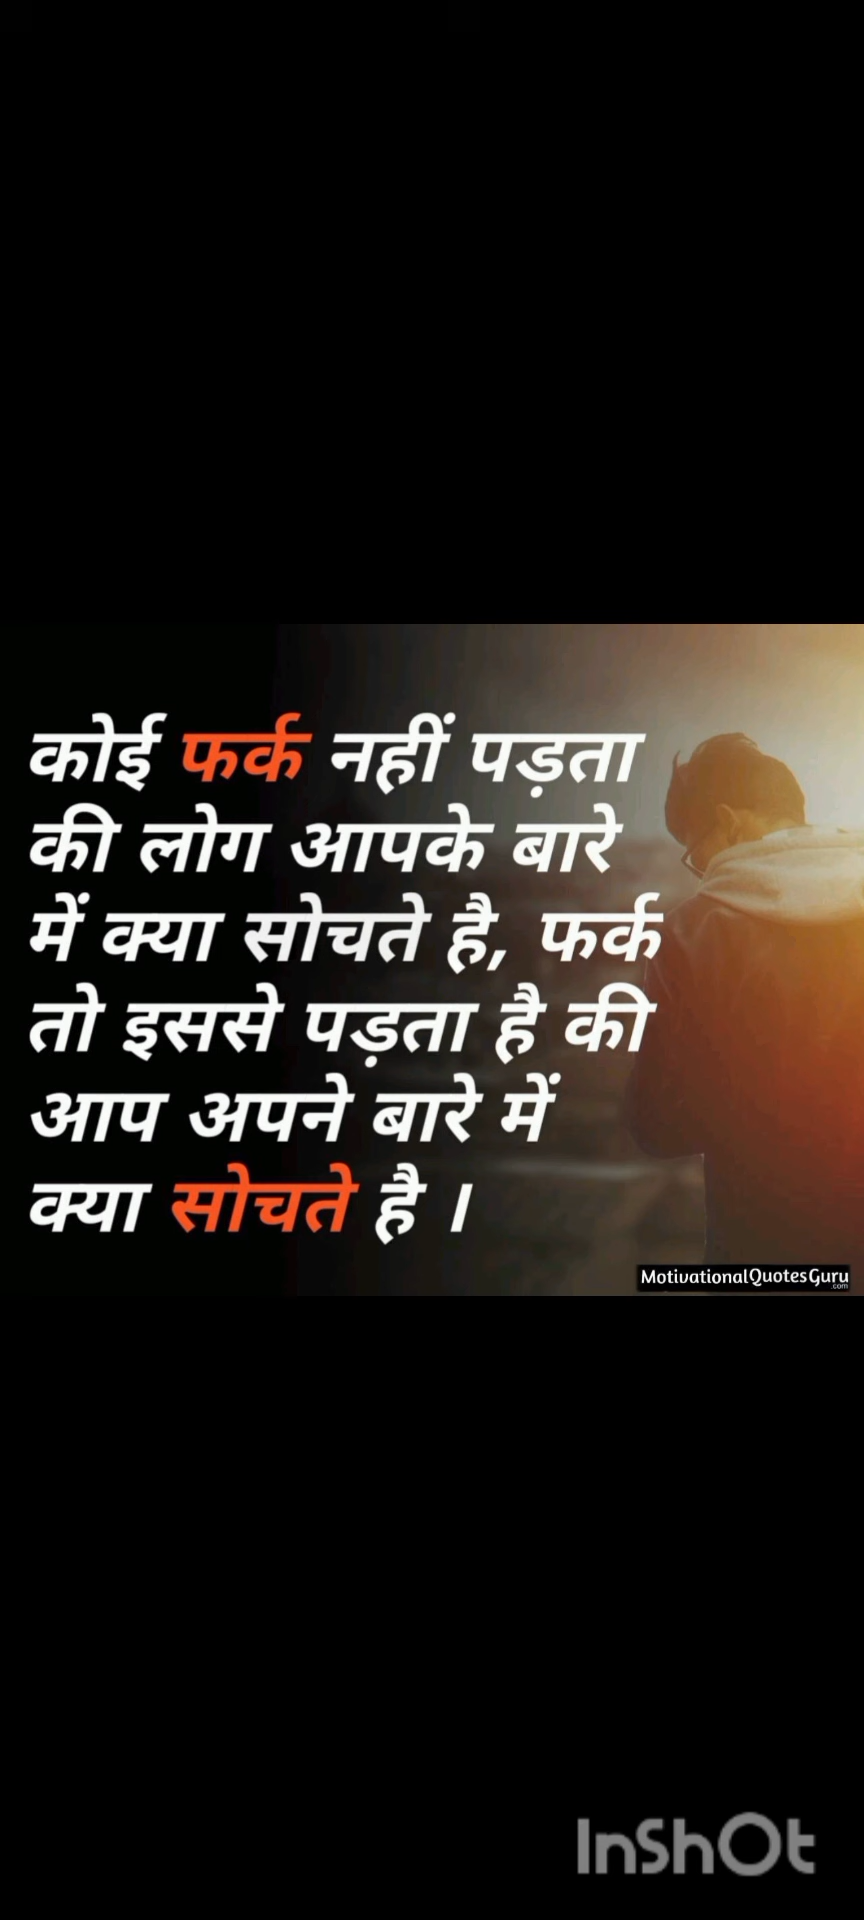 कोई फर्क नहीं पड़ता
की लोग आपके बारे
में क्या सोचते है, फर्क
तो इससे पड़ता है की
आप अपने बारे में
क्या सोचते है ।
MotivationalQuotesGuru
.com
InShOt